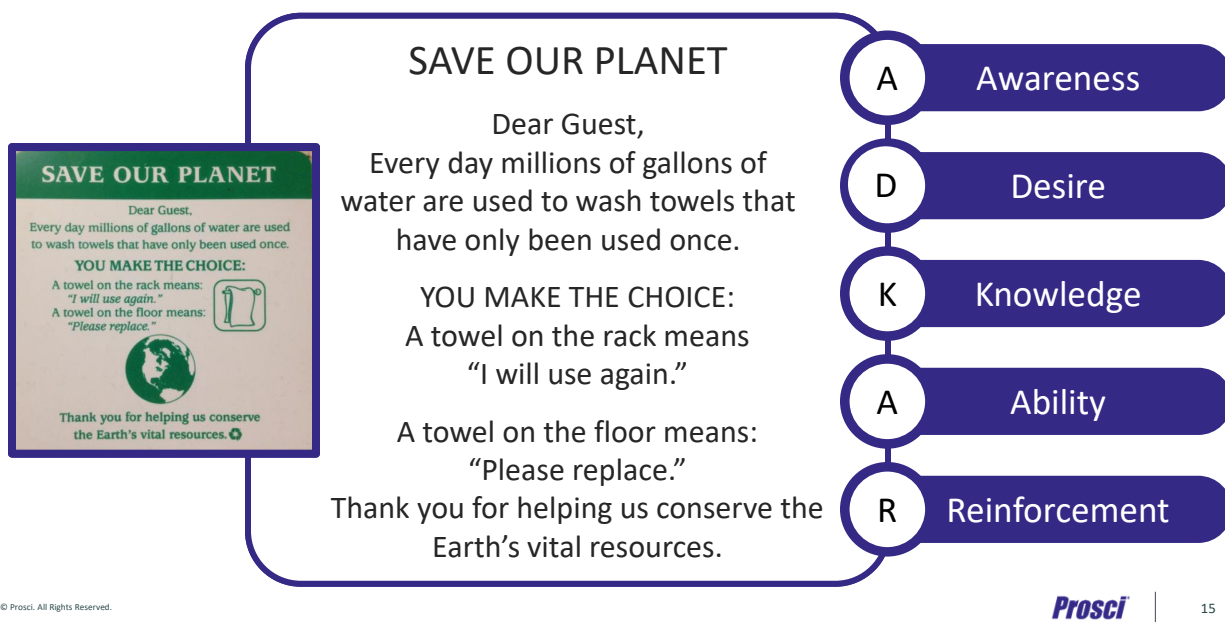 SAVE OUR PLANET
Dear Guest,
Every day millions of gallons of water are used
to wash towels that have only been used once.
YOU MAKE THE CHOICE:
A towel on the rack means:
"I will use again."
A towel on the floor means:
"Please replace."
Thank you for helping us conserve
the Earth's vital resources.
SAVE OUR PLANET
Dear Guest,
Every day millions of gallons of
water are used to wash towels that
have only been used once.
YOU MAKE THE CHOICE:
A towel on the rack means
“I will use again.”
A towel on the floor means:
“Please replace.”
Thank you for helping us conserve the
Earth’s vital resources.
A Awareness
D Desire
K Knowledge
A Ability
R Reinforcement
© Prosci. All Rights Reserved.
Prosci
15